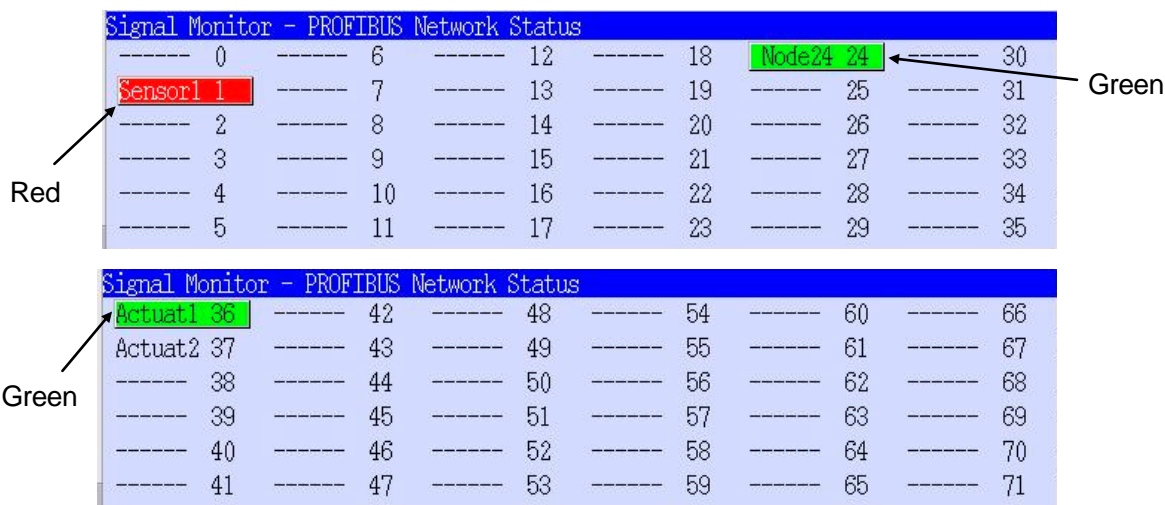 Signal Monitor - PROFIBUS Network Status
------ 0 ------ 6 ------ 12 ------ 18 Node24 24 ------ 30
Sensor1 1 ------ 7 ------ 13 ------ 19 ------ 25 ------ 31
------ 2 ------ 8 ------ 14 ------ 20 ------ 26 ------ 32
------ 3 ------ 9 ------ 15 ------ 21 ------ 27 ------ 33
------ 4 ------ 10 ------ 16 ------ 22 ------ 28 ------ 34
------ 5 ------ 11 ------ 17 ------ 23 ------ 29 ------ 35
Green
Red
Signal Monitor - PROFIBUS Network Status
Actuat1 36 ------ 42 ------ 48 ------ 54 ------ 60 ------ 66
Actuat2 37 ------ 43 ------ 49 ------ 55 ------ 61 ------ 67
------ 38 ------ 44 ------ 50 ------ 56 ------ 62 ------ 68
------ 39 ------ 45 ------ 51 ------ 57 ------ 63 ------ 69
------ 40 ------ 46 ------ 52 ------ 58 ------ 64 ------ 70
------ 41 ------ 47 ------ 53 ------ 59 ------ 65 ------ 71
Green